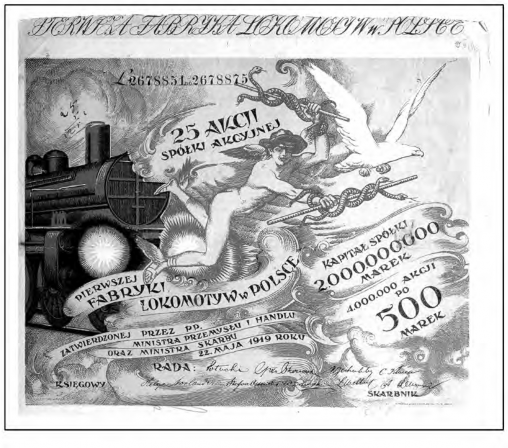 PIERWSZA FABRYKA LOKOMOTYW w POLSCE
2678851 2678875
25 AKCJI
SPÓŁKI AKCYJNEJ
PIERWSZEJ
FABRYKI
LOKOMOTYW w POLSCE
ZATWIERDZONEJ PRZEZ PP.
MINISTRA PRZEMYSŁU I HANDLU
ORAZ MINISTRA SKARBU
22. MAJA 1919 ROKU
KAPITAŁ SPÓŁKI
2000000000
MAREK
4.000.000, AKCJI
PO
500
MAREK
RADA:
KSIĘGOWY
SKARBNIK